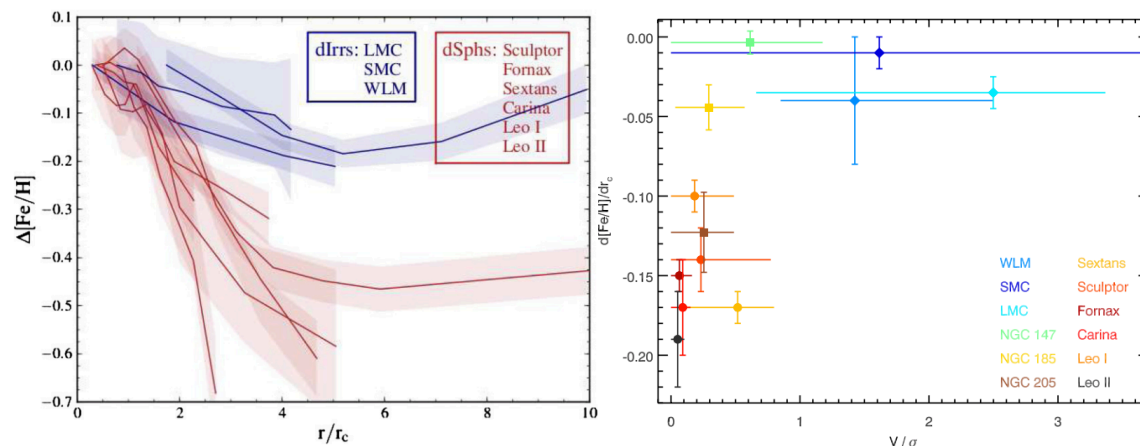 0.1
0.0
−0.1
−0.2
−0.3
−0.4
−0.5
−0.6
−0.7
Δ[Fe/H]
0 2 4 6 8 10
r/rc
dIrrs: LMC
SMC
WLM
dSphs: Sculptor
Fornax
Sextans
Carina
Leo I
Leo II
0.00
-0.05
-0.10
-0.15
-0.20
d[Fe/H]/drc
0 1 2 3
V / σ
WLM Sextans
SMC Sculptor
LMC Fornax
NGC 147 Carina
NGC 185 Leo I
NGC 205 Leo II